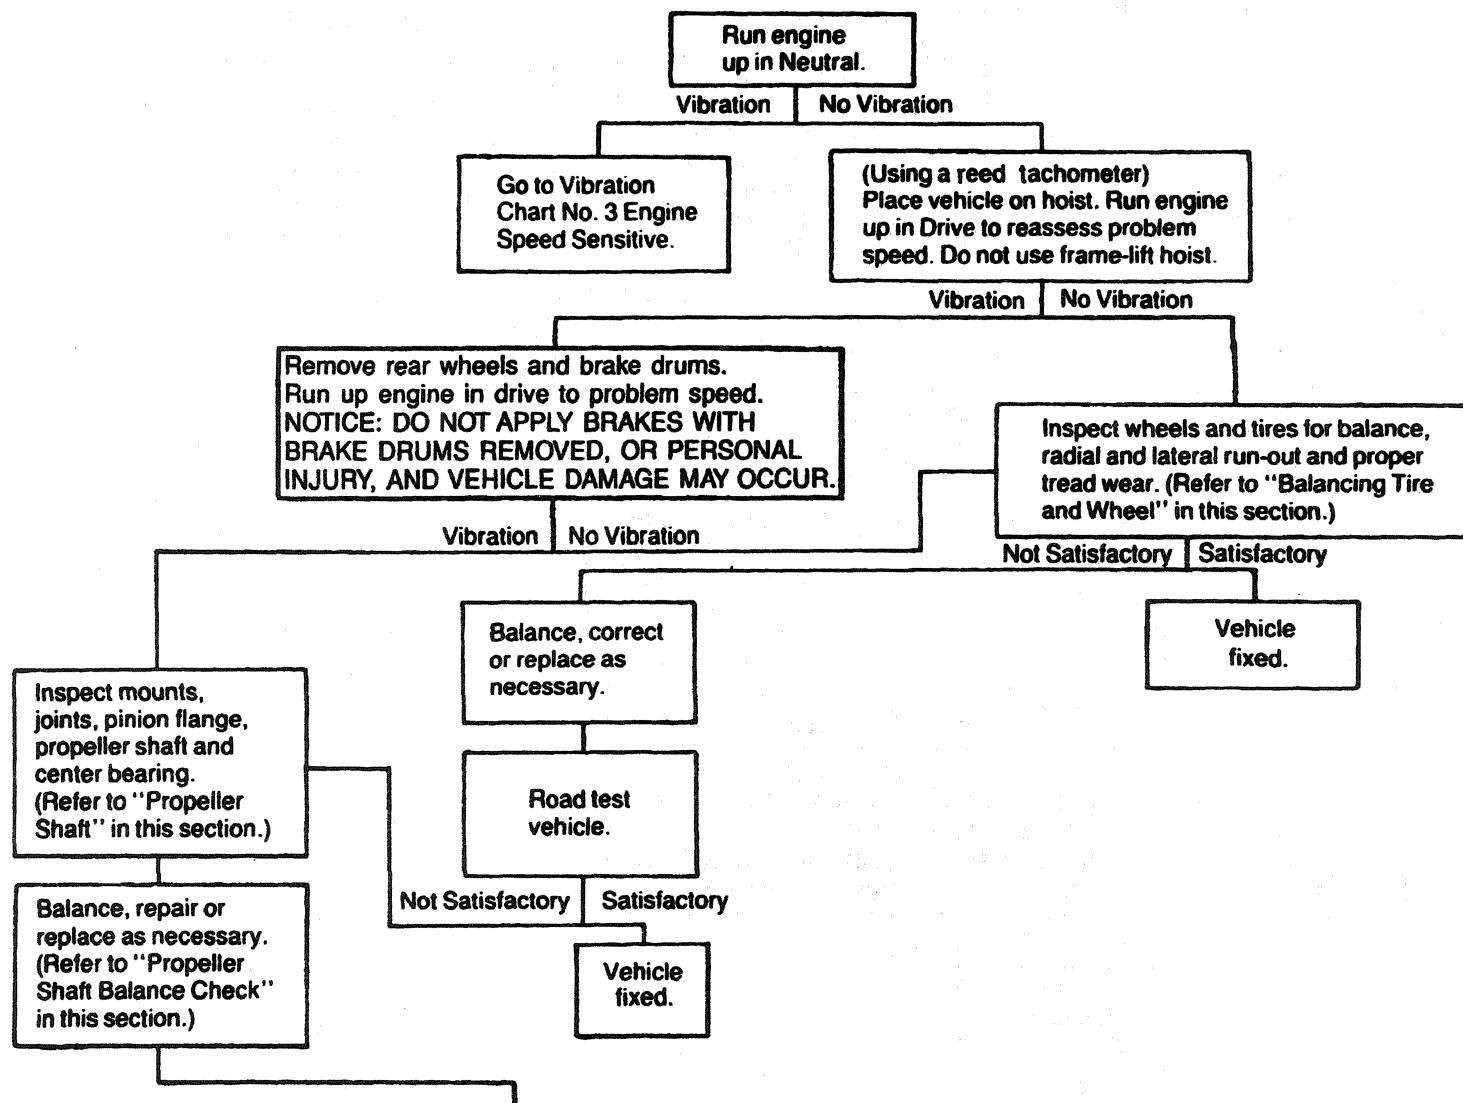 Run engine
up in Neutral.
Vibration
No Vibration
Go to Vibration
Chart No. 3 Engine
Speed Sensitive.
(Using a reed tachometer)
Place vehicle on hoist. Run engine
up in Drive to reassess problem
speed. Do not use frame-lift hoist.
Vibration
No Vibration
Remove rear wheels and brake drums.
Run up engine in drive to problem speed.
NOTICE: DO NOT APPLY BRAKES WITH
BRAKE DRUMS REMOVED, OR PERSONAL
INJURY, AND VEHICLE DAMAGE MAY OCCUR.
Inspect wheels and tires for balance,
radial and lateral run-out and proper
tread wear. (Refer to "Balancing Tire
and Wheel" in this section.)
Vibration
No Vibration
Not Satisfactory
Satisfactory
Balance, correct
or replace as
necessary.
Vehicle
fixed.
Inspect mounts,
joints, pinion flange,
propeller shaft and
center bearing.
(Refer to "Propeller
Shaft" in this section.)
Road test
vehicle.
Not Satisfactory
Satisfactory
Balance, repair or
replace as necessary.
(Refer to "Propeller
Shaft Balance Check"
in this section.)
Vehicle
fixed.